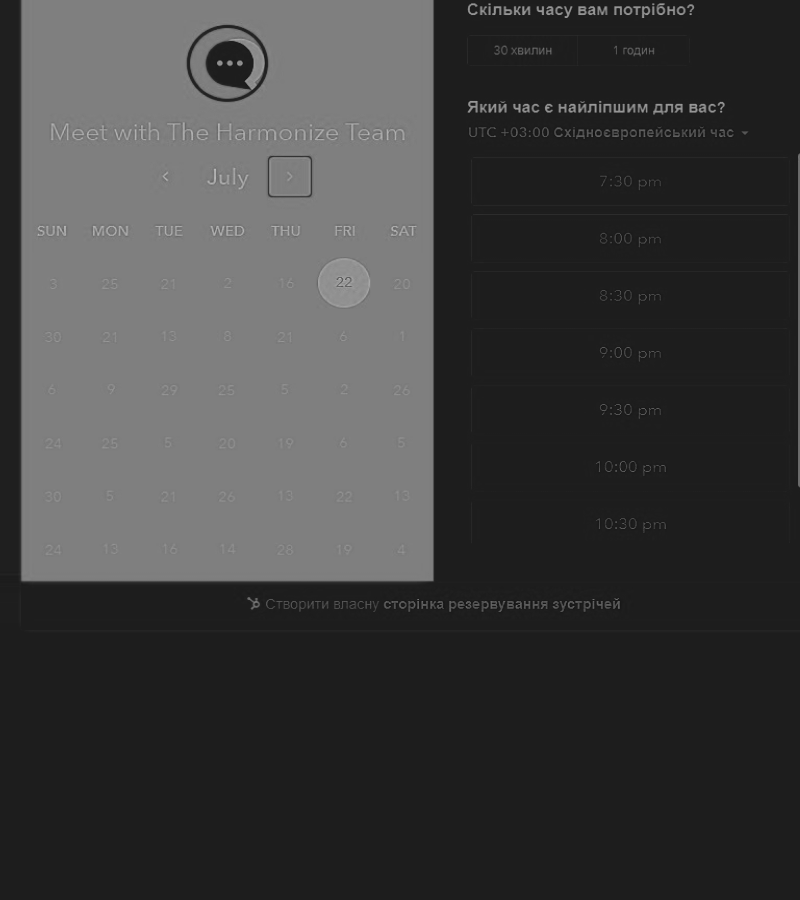 Meet with The Harmonize Team
July
SUN MON TUE WED THU FRI SAT
3 25 21 2 16 22 20
30 21 13 8 21 6 1
6 9 29 25 5 2 26
24 25 5 20 19 6 5
30 5 21 26 13 22 13
24 13 16 14 28 19 4
Скільки часу вам потрібно?
30 хвилин 1 годин
Який час є найліпшим для вас?
UTC +03:00 Східноєвропейський час
7:30 pm
8:00 pm
8:30 pm
9:00 pm
9:30 pm
10:00 pm
10:30 pm
Створити власну сторінка резервування зустрічей